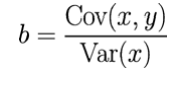 b = Cov(x, y) / Var(x)